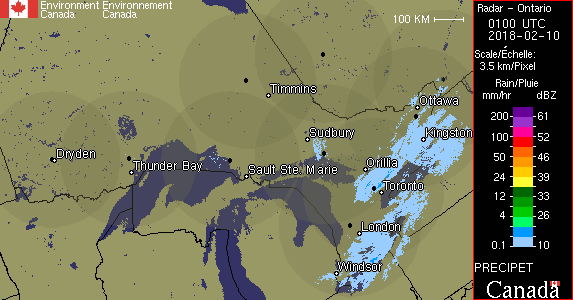 Environment Environnement
Canada Canada
100 KM
Timmins
Ottawa
Sudbury
Kingston
Dryden
Thunder Bay
Sault Ste. Marie
Orillia
Toronto
London
Windsor
Radar - Ontario
0100 UTC
2018-02-10
Scale/Échelle:
3.5 km/Pixel
Rain/Pluie
mm/hr dBZ
200 61
100 52
50 46
24 39
12 33
4 26
0.1 10
PRECIPET
Canada